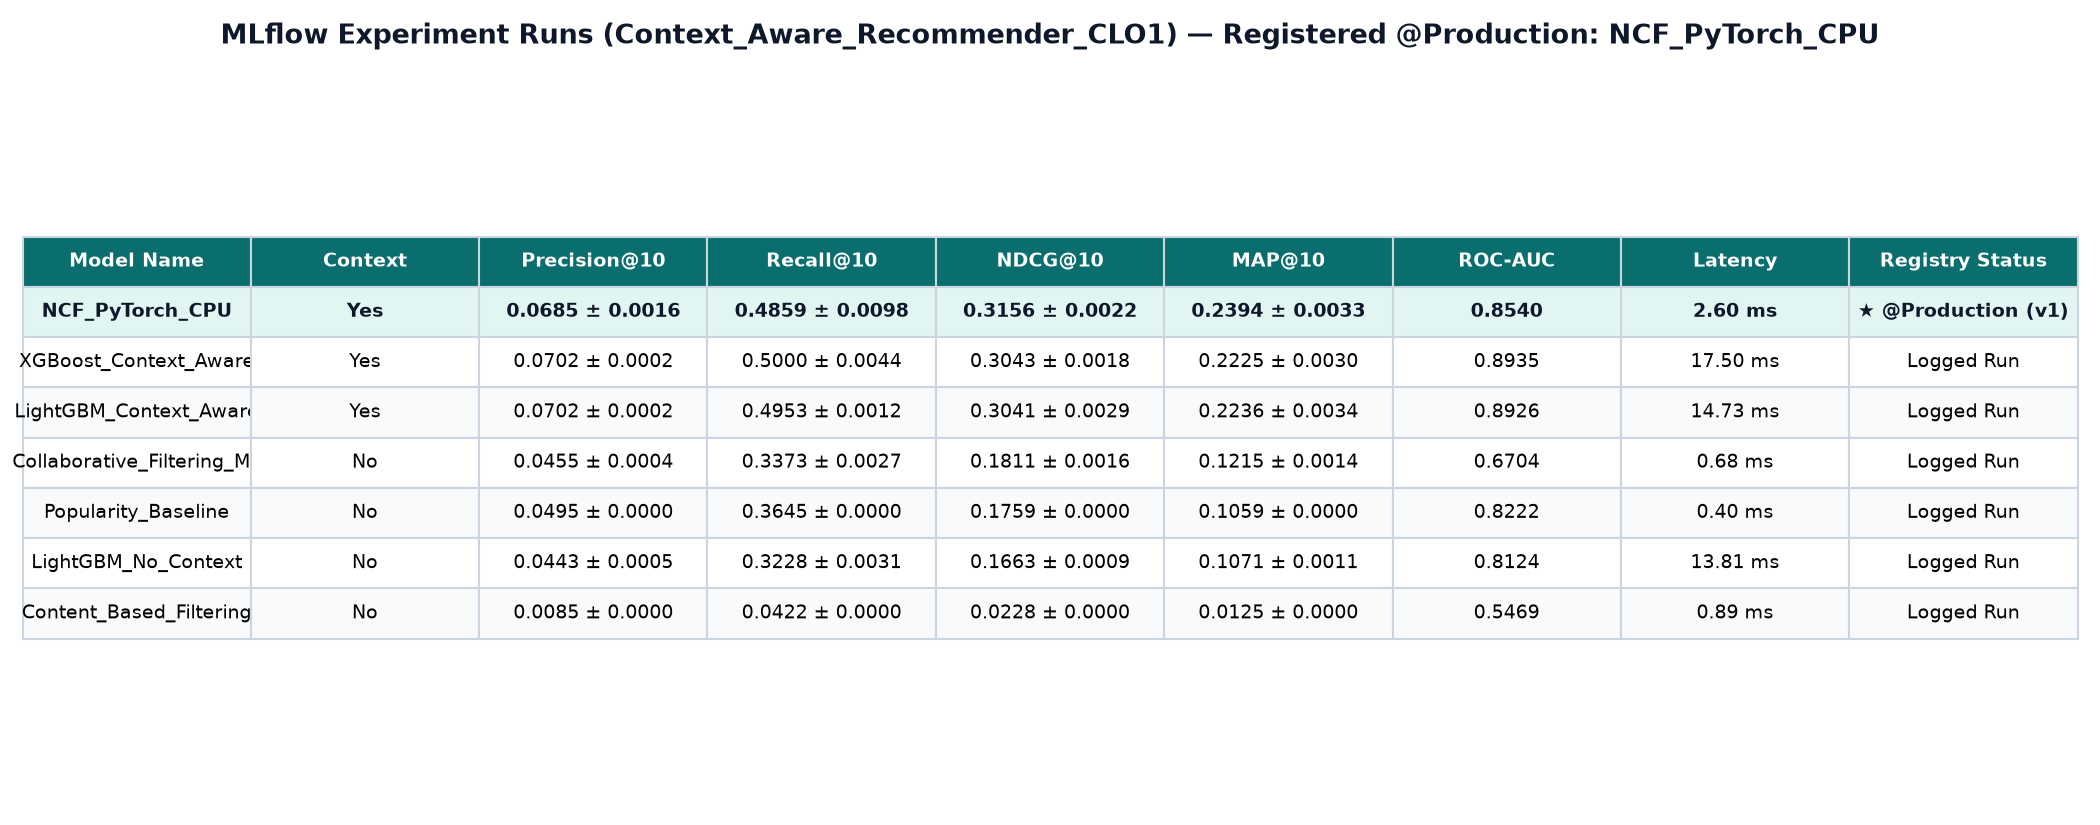 MLflow Experiment Runs (Context_Aware_Recommender_CLO1) — Registered @Production: NCF_PyTorch_CPU
Model Name Context Precision@10 Recall@10 NDCG@10 MAP@10 ROC-AUC Latency Registry Status
NCF_PyTorch_CPU Yes 0.0685 ± 0.0016 0.4859 ± 0.0098 0.3156 ± 0.0022 0.2394 ± 0.0033 0.8540 2.60 ms ★ @Production (v1)
XGBoost_Context_Aware Yes 0.0702 ± 0.0002 0.5000 ± 0.0044 0.3043 ± 0.0018 0.2225 ± 0.0030 0.8935 17.50 ms Logged Run
LightGBM_Context_Aware Yes 0.0702 ± 0.0002 0.4953 ± 0.0012 0.3041 ± 0.0029 0.2236 ± 0.0034 0.8926 14.73 ms Logged Run
Collaborative_Filtering_M No 0.0455 ± 0.0004 0.3373 ± 0.0027 0.1811 ± 0.0016 0.1215 ± 0.0014 0.6704 0.68 ms Logged Run
Popularity_Baseline No 0.0495 ± 0.0000 0.3645 ± 0.0000 0.1759 ± 0.0000 0.1059 ± 0.0000 0.8222 0.40 ms Logged Run
LightGBM_No_Context No 0.0443 ± 0.0005 0.3228 ± 0.0031 0.1663 ± 0.0009 0.1071 ± 0.0011 0.8124 13.81 ms Logged Run
Content_Based_Filtering No 0.0085 ± 0.0000 0.0422 ± 0.0000 0.0228 ± 0.0000 0.0125 ± 0.0000 0.5469 0.89 ms Logged Run